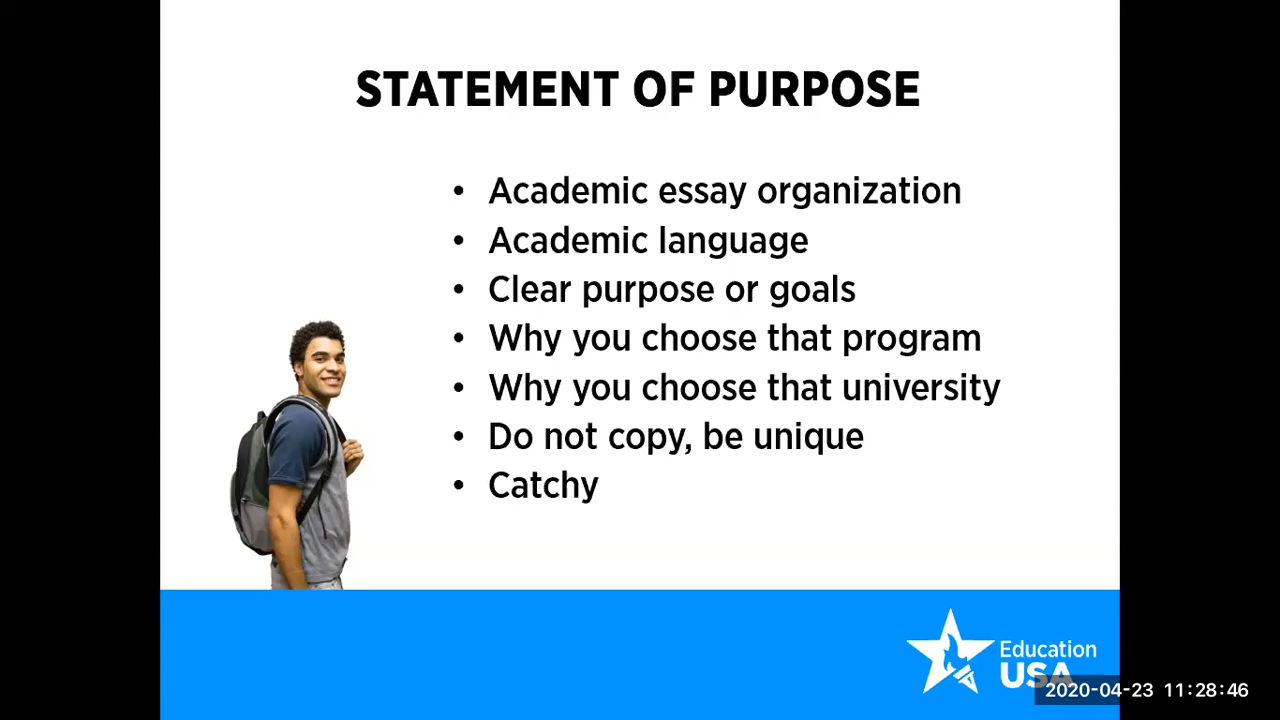 STATEMENT OF PURPOSE
• Academic essay organization
• Academic language
• Clear purpose or goals
• Why you choose that program
• Why you choose that university
• Do not copy, be unique
• Catchy
Education
USA
2020-04-23 11:28:46